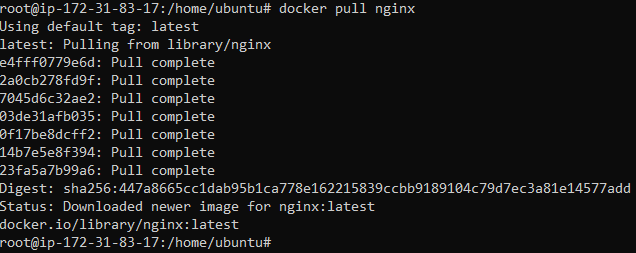 root@ip-172-31-83-17:/home/ubuntu# docker pull nginx
Using default tag: latest
latest: Pulling from library/nginx
e4fff0779e6d: Pull complete
2a0cb278fd9f: Pull complete
7045d6c32ae2: Pull complete
03de31afb035: Pull complete
0f17be8dcff2: Pull complete
14b7e5e8f394: Pull complete
23fa5a7b99a6: Pull complete
Digest: sha256:447a8665cc1dab95b1ca778e162215839ccbb9189104c79d7ec3a81e14577add
Status: Downloaded newer image for nginx:latest
docker.io/library/nginx:latest
root@ip-172-31-83-17:/home/ubuntu#